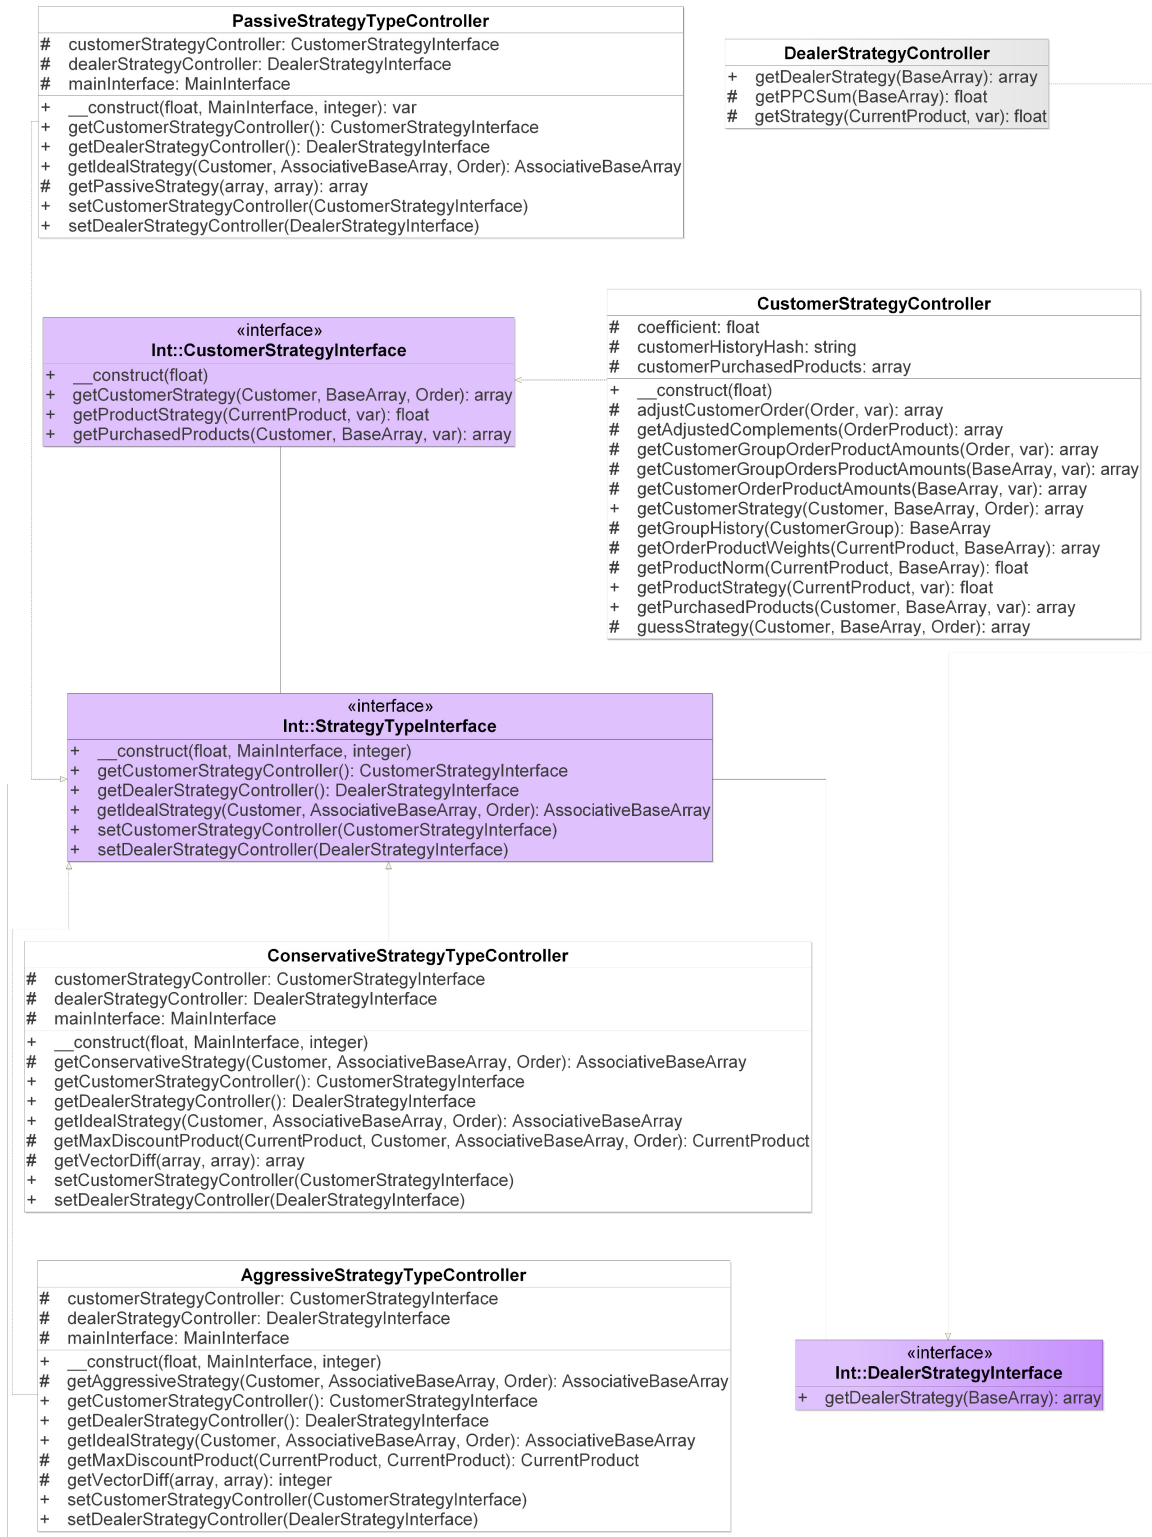 PassiveStrategyTypeController
# customerStrategyController: CustomerStrategyInterface
# dealerStrategyController: DealerStrategyInterface
# mainInterface: MainInterface
+ __construct(float, MainInterface, integer): var
+ getCustomerStrategyController(): CustomerStrategyInterface
+ getDealerStrategyController(): DealerStrategyInterface
+ getIdealStrategy(Customer, AssociativeBaseArray, Order): AssociativeBaseArray
# getPassiveStrategy(array, array): array
+ setCustomerStrategyController(CustomerStrategyInterface)
+ setDealerStrategyController(DealerStrategyInterface)
DealerStrategyController
+ getDealerStrategy(BaseArray): array
# getPPCSum(BaseArray): float
# getStrategy(CurrentProduct, var): float
«interface»
Int::CustomerStrategyInterface
+ __construct(float)
+ getCustomerStrategy(Customer, BaseArray, Order): array
+ getProductStrategy(CurrentProduct, var): float
+ getPurchasedProducts(Customer, BaseArray, var): array
CustomerStrategyController
# coefficient: float
# customerHistoryHash: string
# customerPurchasedProducts: array
+ __construct(float)
# adjustCustomerOrder(Order, var): array
# getAdjustedComplements(OrderProduct): array
# getCustomerGroupOrderProductAmounts(Order, var): array
# getCustomerGroupOrdersProductAmounts(BaseArray, var): array
# getCustomerOrderProductAmounts(BaseArray, var): array
+ getCustomerStrategy(Customer, BaseArray, Order): array
# getGroupHistory(CustomerGroup): BaseArray
# getOrderProductWeights(CurrentProduct, BaseArray): array
# getProductNorm(CurrentProduct, BaseArray): float
+ getProductStrategy(CurrentProduct, var): float
+ getPurchasedProducts(Customer, BaseArray, var): array
# guessStrategy(Customer, BaseArray, Order): array
«interface»
Int::StrategyTypeInterface
+ __construct(float, MainInterface, integer)
+ getCustomerStrategyController(): CustomerStrategyInterface
+ getDealerStrategyController(): DealerStrategyInterface
+ getIdealStrategy(Customer, AssociativeBaseArray, Order): AssociativeBaseArray
+ setCustomerStrategyController(CustomerStrategyInterface)
+ setDealerStrategyController(DealerStrategyInterface)
ConservativeStrategyTypeController
# customerStrategyController: CustomerStrategyInterface
# dealerStrategyController: DealerStrategyInterface
# mainInterface: MainInterface
+ __construct(float, MainInterface, integer)
# getConservativeStrategy(Customer, AssociativeBaseArray, Order): AssociativeBaseArray
+ getCustomerStrategyController(): CustomerStrategyInterface
+ getDealerStrategyController(): DealerStrategyInterface
+ getIdealStrategy(Customer, AssociativeBaseArray, Order): AssociativeBaseArray
# getMaxDiscountProduct(CurrentProduct, Customer, AssociativeBaseArray, Order): CurrentProduct
# getVectorDiff(array, array): array
+ setCustomerStrategyController(CustomerStrategyInterface)
+ setDealerStrategyController(DealerStrategyInterface)
AggressiveStrategyTypeController
# customerStrategyController: CustomerStrategyInterface
# dealerStrategyController: DealerStrategyInterface
# mainInterface: MainInterface
+ __construct(float, MainInterface, integer)
# getAggressiveStrategy(Customer, AssociativeBaseArray, Order): AssociativeBaseArray
+ getCustomerStrategyController(): CustomerStrategyInterface
+ getDealerStrategyController(): DealerStrategyInterface
+ getIdealStrategy(Customer, AssociativeBaseArray, Order): AssociativeBaseArray
# getMaxDiscountProduct(CurrentProduct, CurrentProduct): CurrentProduct
# getVectorDiff(array, array): integer
+ setCustomerStrategyController(CustomerStrategyInterface)
+ setDealerStrategyController(DealerStrategyInterface)
«interface»
Int::DealerStrategyInterface
+ getDealerStrategy(BaseArray): array